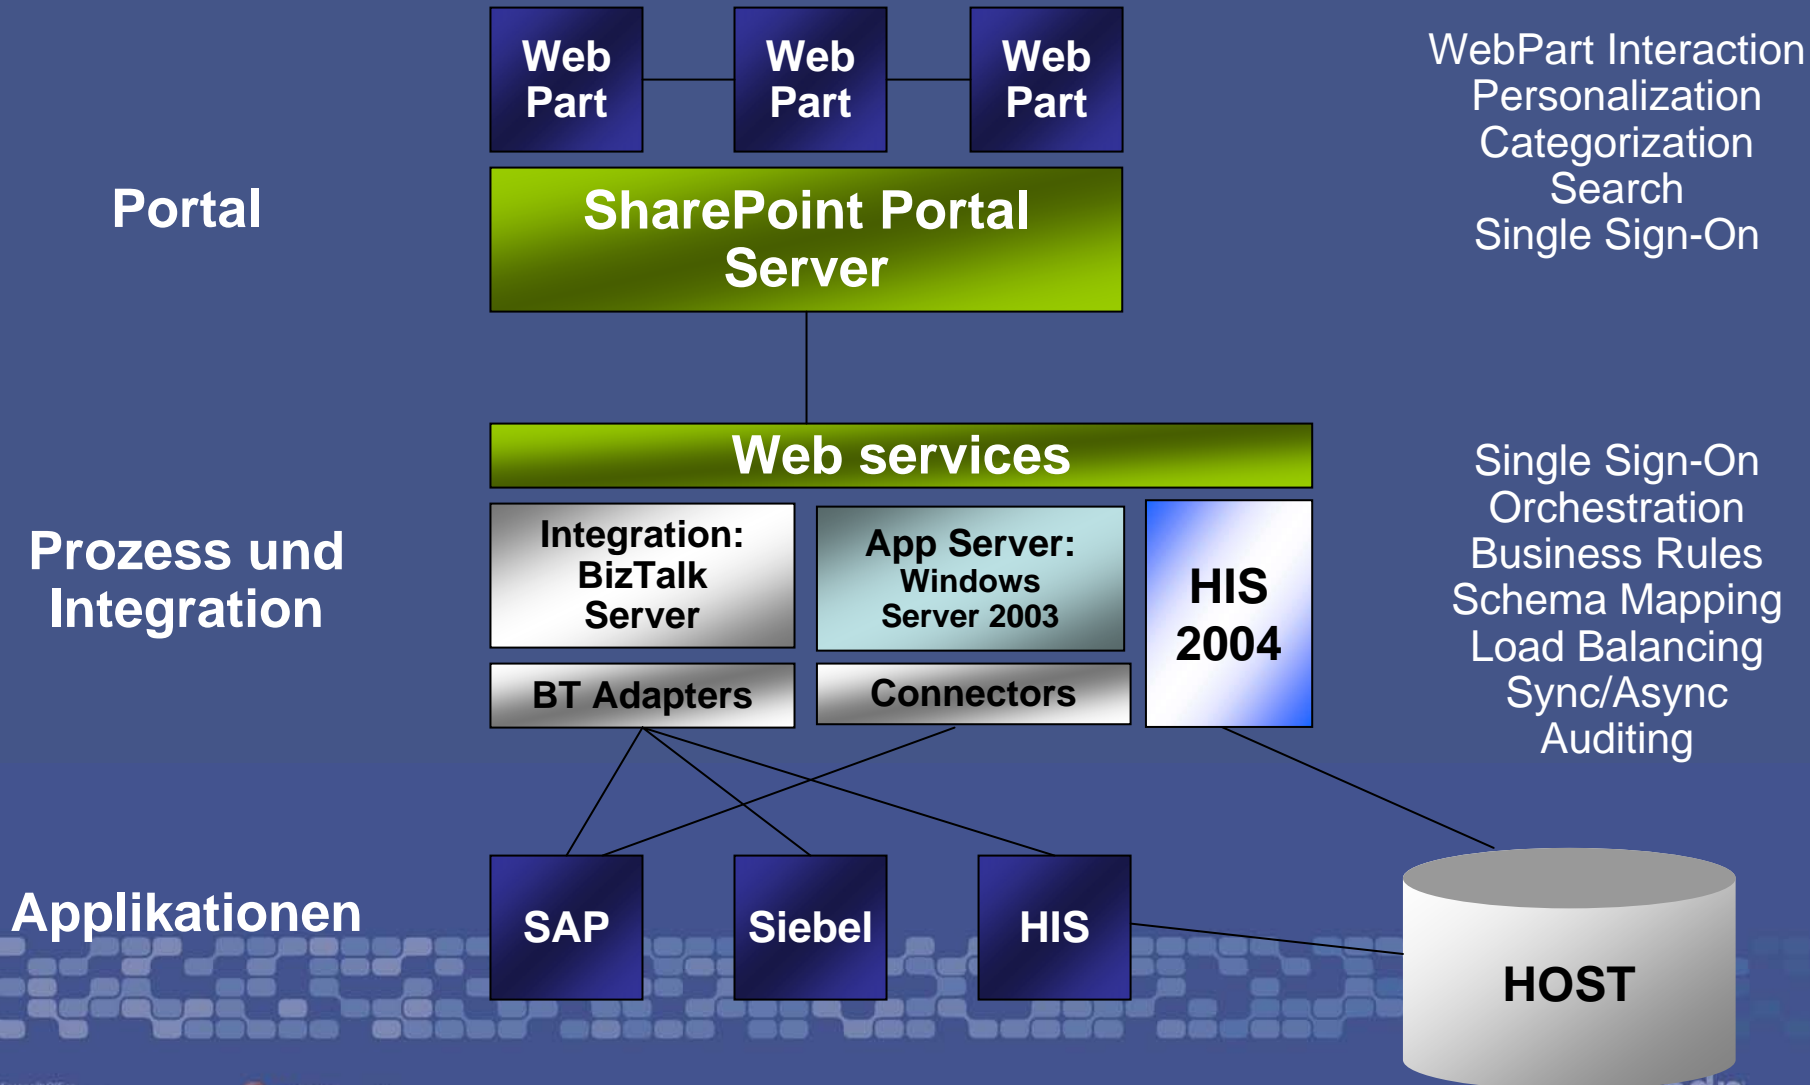 Web
Part
Web
Part
Web
Part
WebPart Interaction
Personalization
Categorization
Search
Single Sign-On
Portal
SharePoint Portal
Server
Web services
Prozess und
Integration
Integration:
BizTalk
Server
App Server:
Windows
Server 2003
HIS
2004
BT Adapters
Connectors
Single Sign-On
Orchestration
Business Rules
Schema Mapping
Load Balancing
Sync/Async
Auditing
Applikationen
SAP
Siebel
HIS
HOST